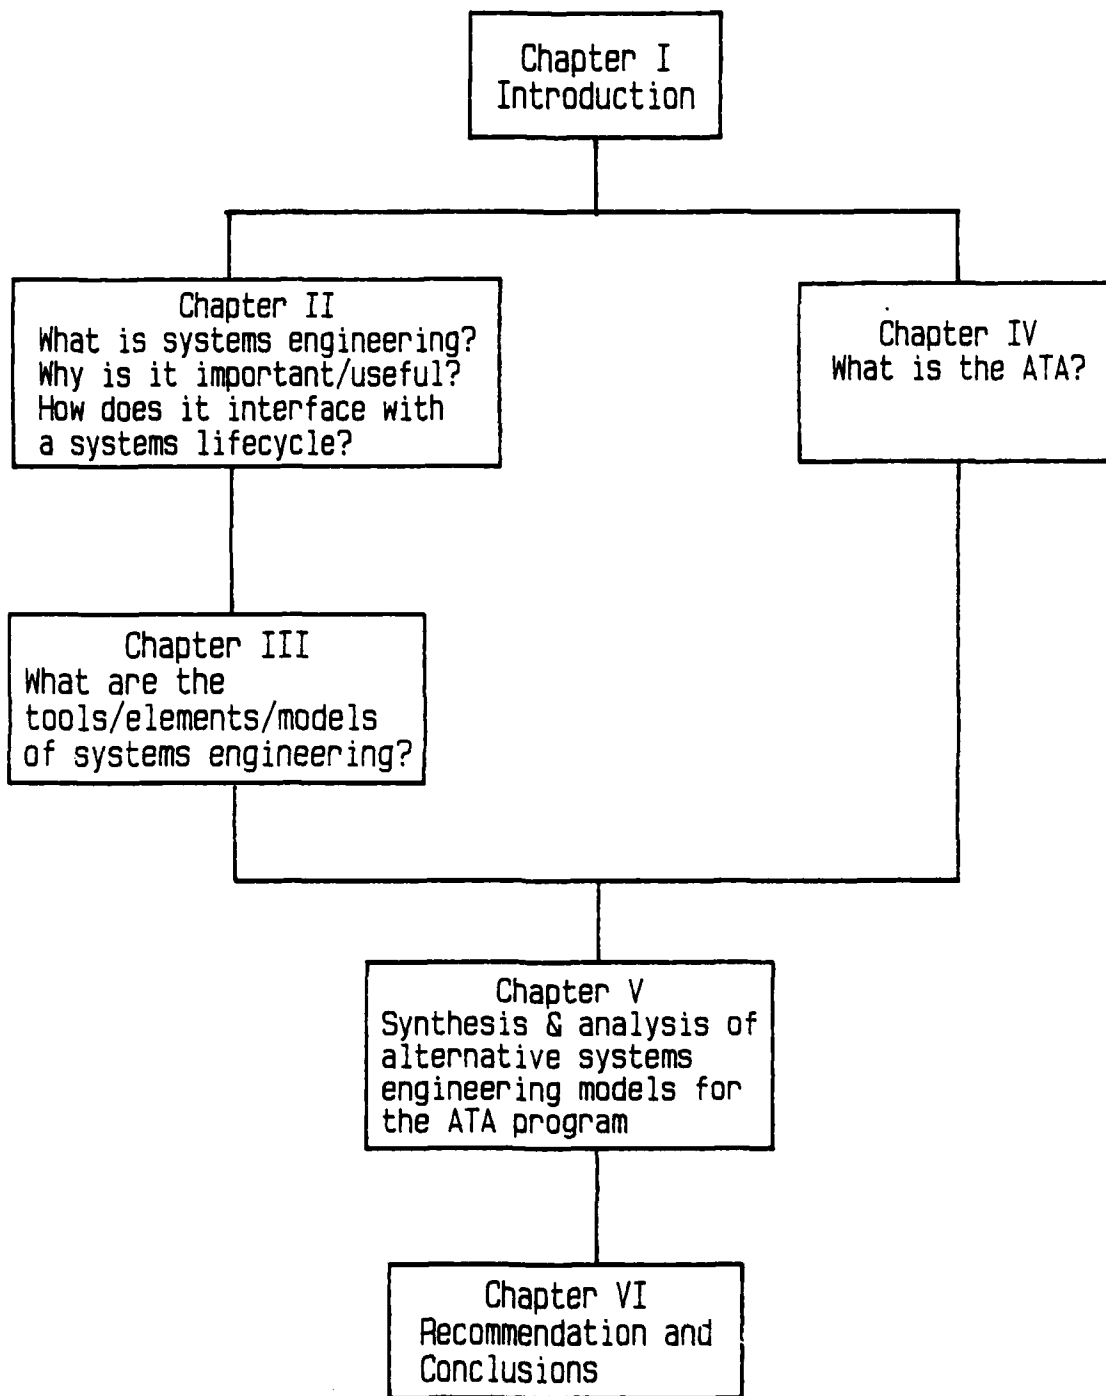 Chapter I
Introduction
Chapter II
What is systems engineering?
Why is it important/useful?
How does it interface with
a systems lifecycle?
Chapter IV
What is the ATA?
Chapter III
What are the
tools/elements/models
of systems engineering?
Chapter V
Synthesis & analysis of
alternative systems
engineering models for
the ATA program
Chapter VI
Recommendation and
Conclusions